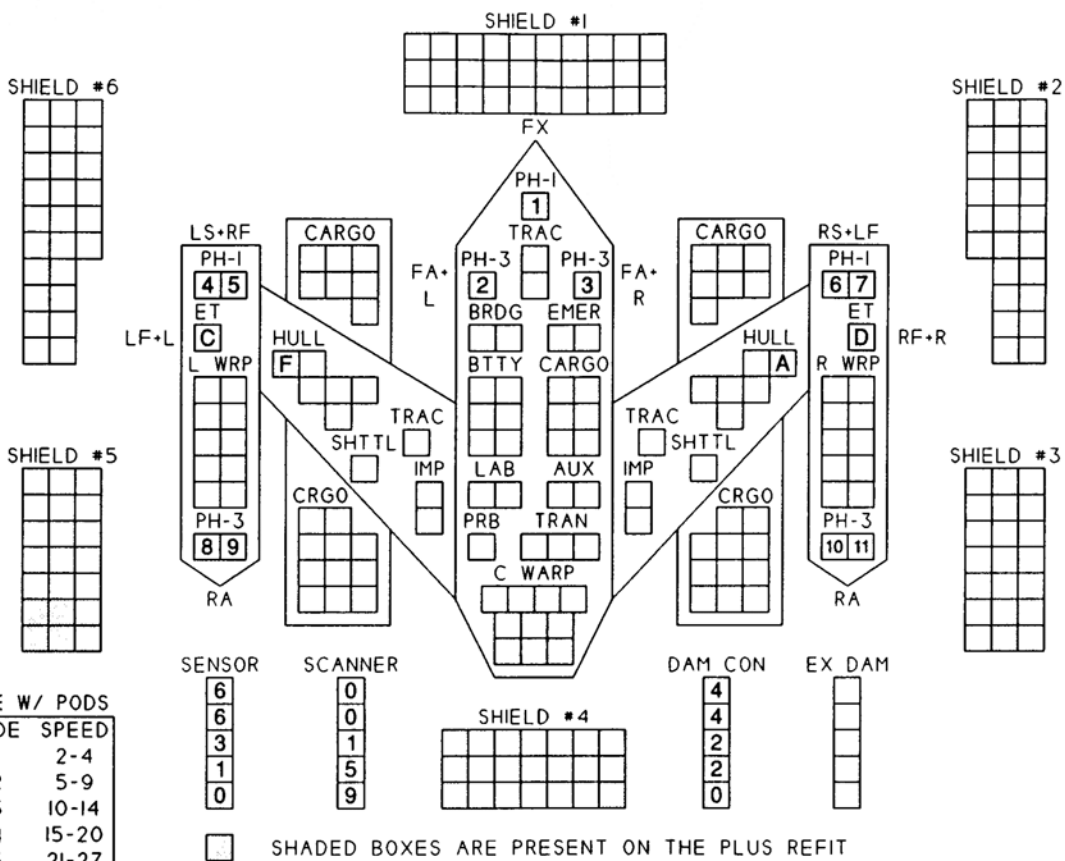 SHIELD #1
SHIELD #6
SHIELD #2
FX
PH-1
1
TRAC
LS+RF
CARGO
CARGO
RS+LF
PH-1
4 5
FA+
L
PH-3
2
PH-3
3
FA+
R
PH-1
6 7
ET
C
LF+L
BRDG
EMER
ET
D
RF+R
HULL
F
HULL
A
L WRP
BTTY
CARGO
R WRP
TRAC
TRAC
SHTTL
SHTTL
SHIELD #5
SHIELD #3
IMP
LAB
AUX
IMP
CRGO
CRGO
PH-3
8 9
PRB
TRAN
PH-3
10 11
RA
C WARP
RA
SENSOR
6
6
3
1
0
SCANNER
0
0
1
5
9
SHIELD #4
DAM CON
4
4
2
2
0
EX DAM
W/ PODS
SPEED
2-4
5-9
10-14
15-20
21-27
SHADED BOXES ARE PRESENT ON THE PLUS REFIT